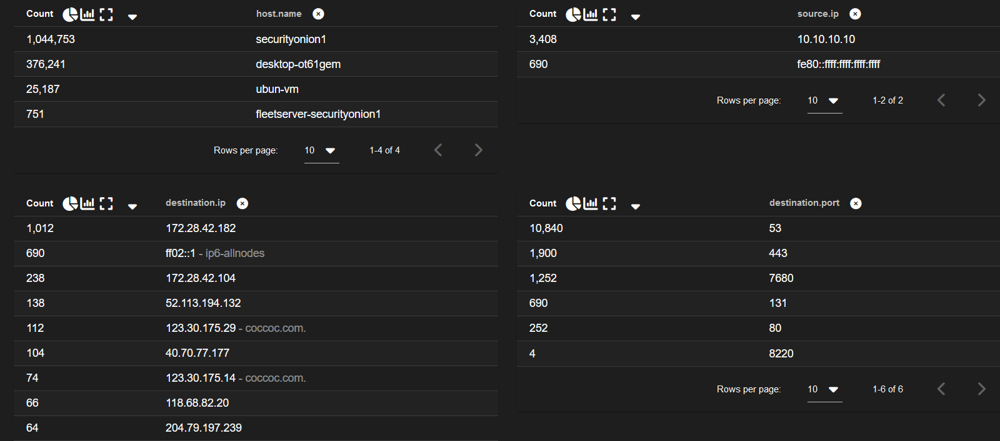 Count host.name
1,044,753 securityonion1
376,241 desktop-ot61gem
25,187 ubun-vm
751 fleetserver-securityonion1
Rows per page: 10 1-4 of 4
Count source.ip
3,408 10.10.10.10
690 fe80::ffff:ffff:ffff:ffff
Rows per page: 10 1-2 of 2
Count destination.ip
1,012 172.28.42.182
690 ff02::1 - ip6-allnodes
238 172.28.42.104
138 52.113.194.132
112 123.30.175.29 - coccoc.com.
104 40.70.77.177
74 123.30.175.14 - coccoc.com.
66 118.68.82.20
64 204.79.197.239
Count destination.port
10,840 53
1,900 443
1,252 7680
690 131
252 80
4 8220
Rows per page: 10 1-6 of 6